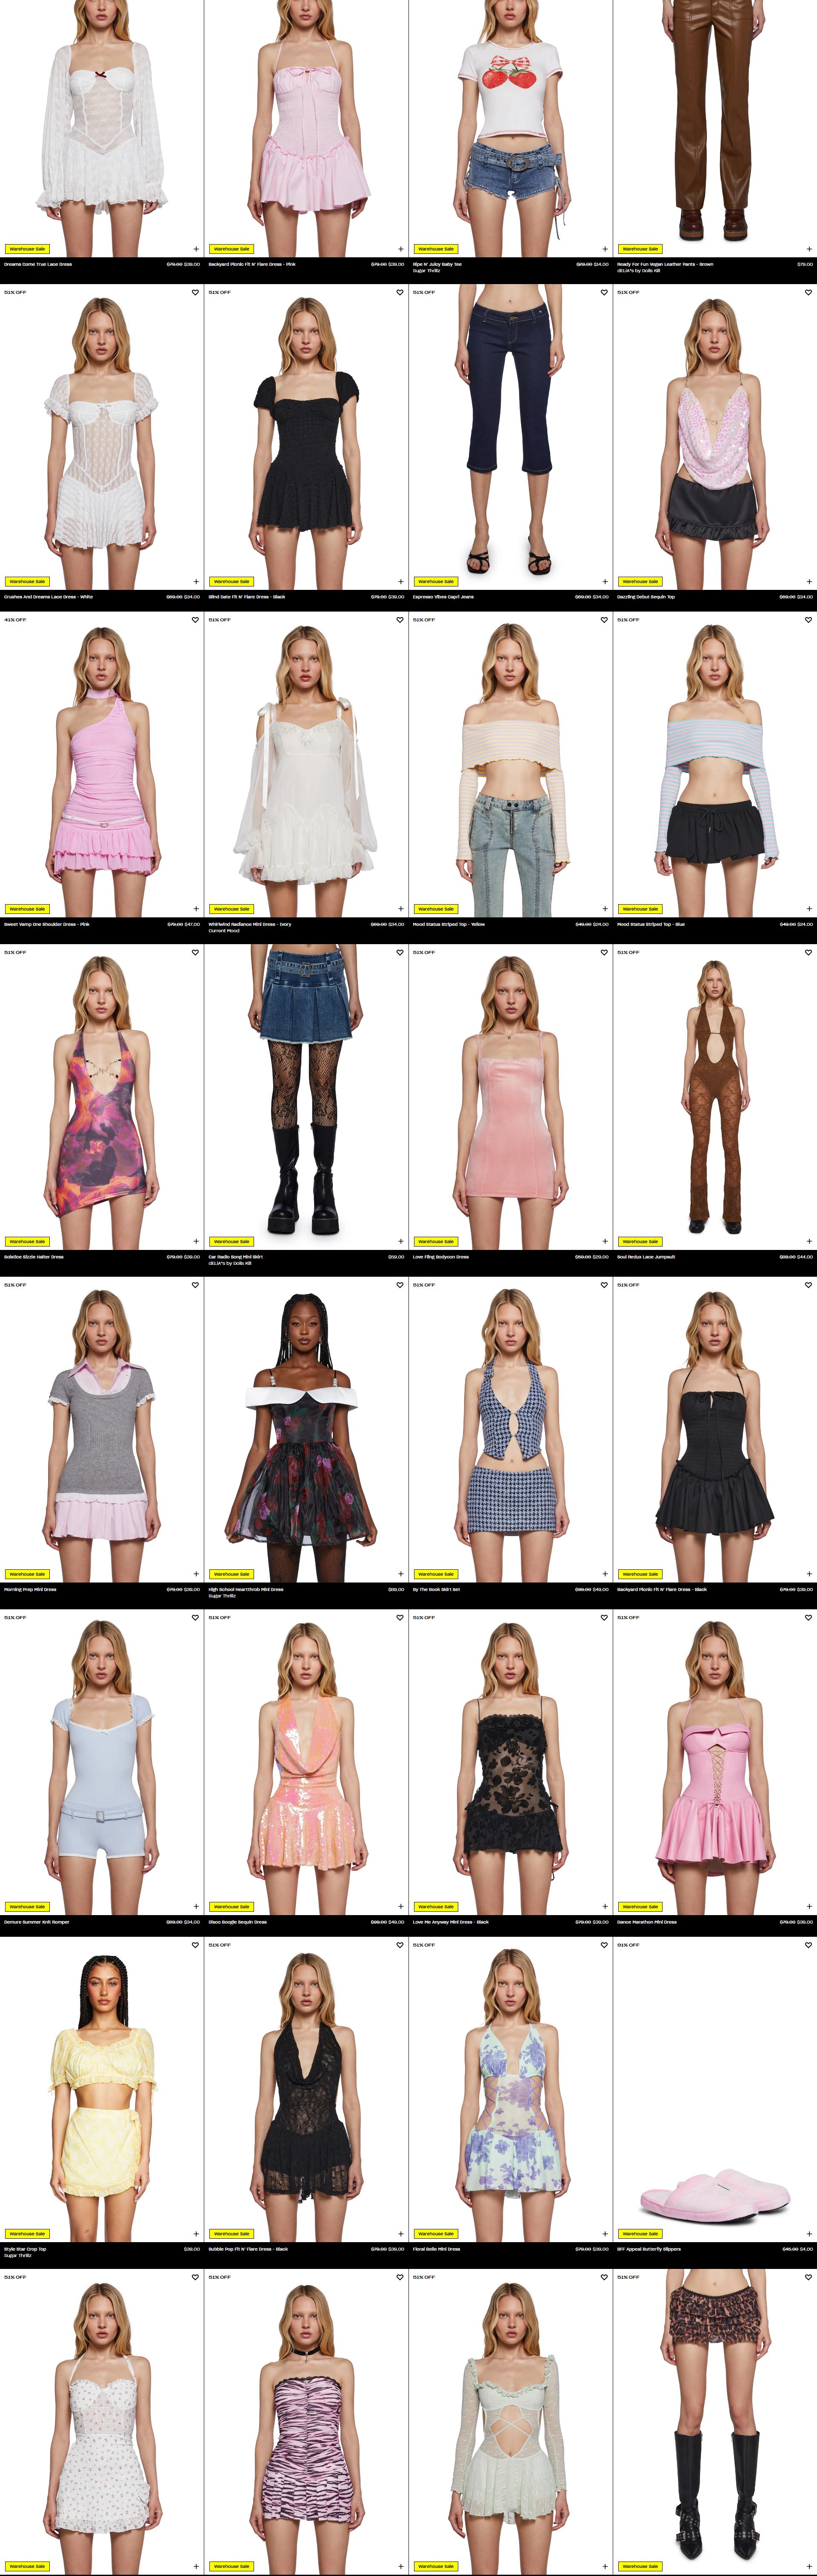 Warehouse Sale
Dreams Come True Lace Dress $79.00 $39.00
Warehouse Sale
Backyard Picnic Fit N' Flare Dress - Pink $79.00 $39.00
Warehouse Sale
Ripe N' Juicy Baby Tee $34.00
Sugar Thrillz
Warehouse Sale
Ready For Fun Vegan Leather Pants - Brown $79.00
dELiA*s by Dolls Kill
51% OFF
Warehouse Sale
Crushes And Dreams Lace Dress - White $69.00 $34.00
51% OFF
Warehouse Sale
Blind Date Fit N' Flare Dress - Black $79.00 $39.00
51% OFF
Warehouse Sale
Espresso Vibes Capri Jeans $69.00 $34.00
51% OFF
Warehouse Sale
Dazzling Debut Sequin Top $69.00 $34.00
41% OFF
Warehouse Sale
Sweet Vamp One Shoulder Dress - Pink $79.00 $47.00
51% OFF
Warehouse Sale
Whirlwind Radiance Mini Dress - Ivory $69.00 $34.00
Current Mood
51% OFF
Warehouse Sale
Mood Status Striped Top - Yellow $49.00 $24.00
51% OFF
Warehouse Sale
Mood Status Striped Top - Blue $49.00 $24.00
51% OFF
Warehouse Sale
Solstice Sizzle Halter Dress $79.00 $39.00
51% OFF
Warehouse Sale
Car Radio Song Mini Skirt $59.00
dELiA*s by Dolls Kill
51% OFF
Warehouse Sale
Love Fling Bodycon Dress $59.00 $29.00
51% OFF
Warehouse Sale
Soul Redux Lace Jumpsuit $89.00 $44.00
51% OFF
Warehouse Sale
Morning Prep Mini Dress $79.00 $39.00
51% OFF
Warehouse Sale
High School Heartthrob Mini Dress
Sugar Thrillz
51% OFF
Warehouse Sale
By The Book Skirt Set $99.00 $49.00
51% OFF
Warehouse Sale
Backyard Picnic Fit N' Flare Dress - Black $79.00 $39.00
51% OFF
Warehouse Sale
Demure Summer Knit Romper $69.00 $34.00
51% OFF
Warehouse Sale
Disco Boogie Sequin Dress $99.00 $49.00
51% OFF
Warehouse Sale
Love Me Anyway Mini Dress - Black $79.00 $39.00
51% OFF
Warehouse Sale
Dance Marathon Mini Dress $79.00 $39.00
Warehouse Sale
Style Star Crop Top $39.00
Sugar Thrillz
51% OFF
Warehouse Sale
Bubble Pop Fit N' Flare Dress - Black $79.00 $39.00
51% OFF
Warehouse Sale
Floral Belle Mini Dress $79.00 $39.00
91% OFF
Warehouse Sale
BFF Appeal Butterfly Slippers $4.00
51% OFF
Warehouse Sale
51% OFF
Warehouse Sale
51% OFF
Warehouse Sale
51% OFF
Warehouse Sale